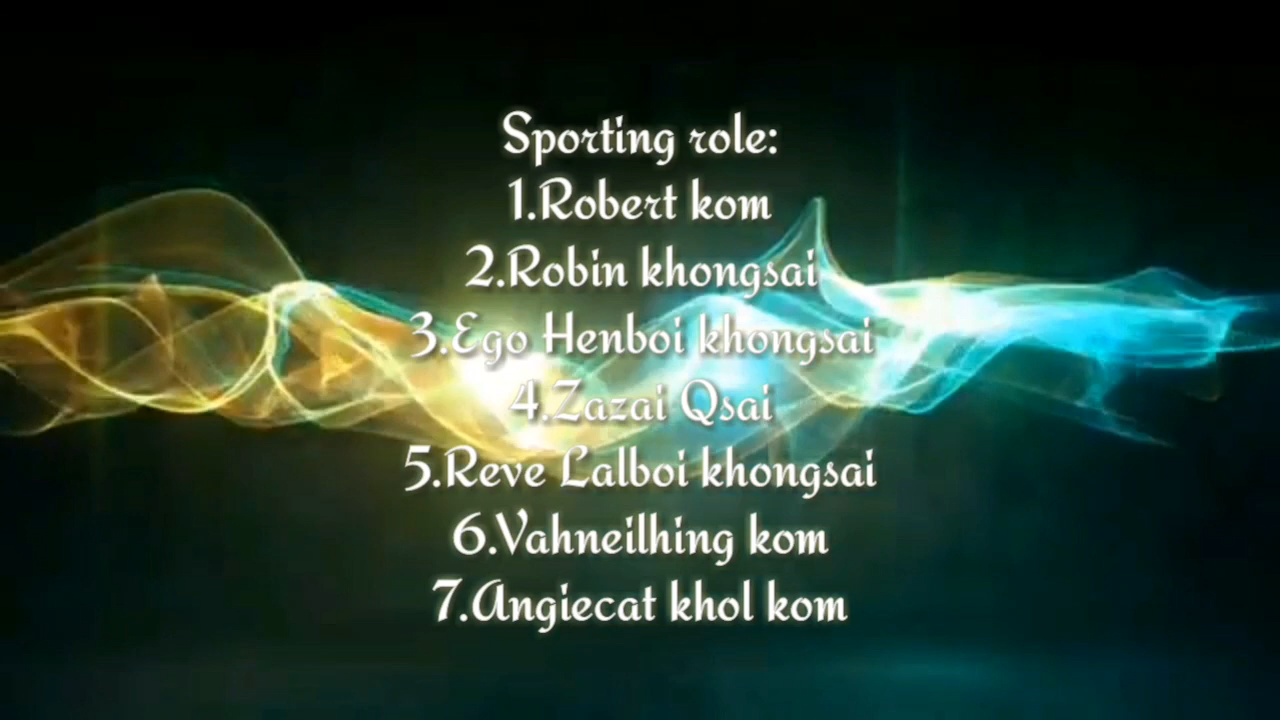 Sporting role:
1.Robert kom
2.Robin khongsai
3.Ego Henboi khongsai
4.Zazai Qsai
5.Reve Lalboi khongsai
6.Vahneilhing kom
7.Angiecat khol kom